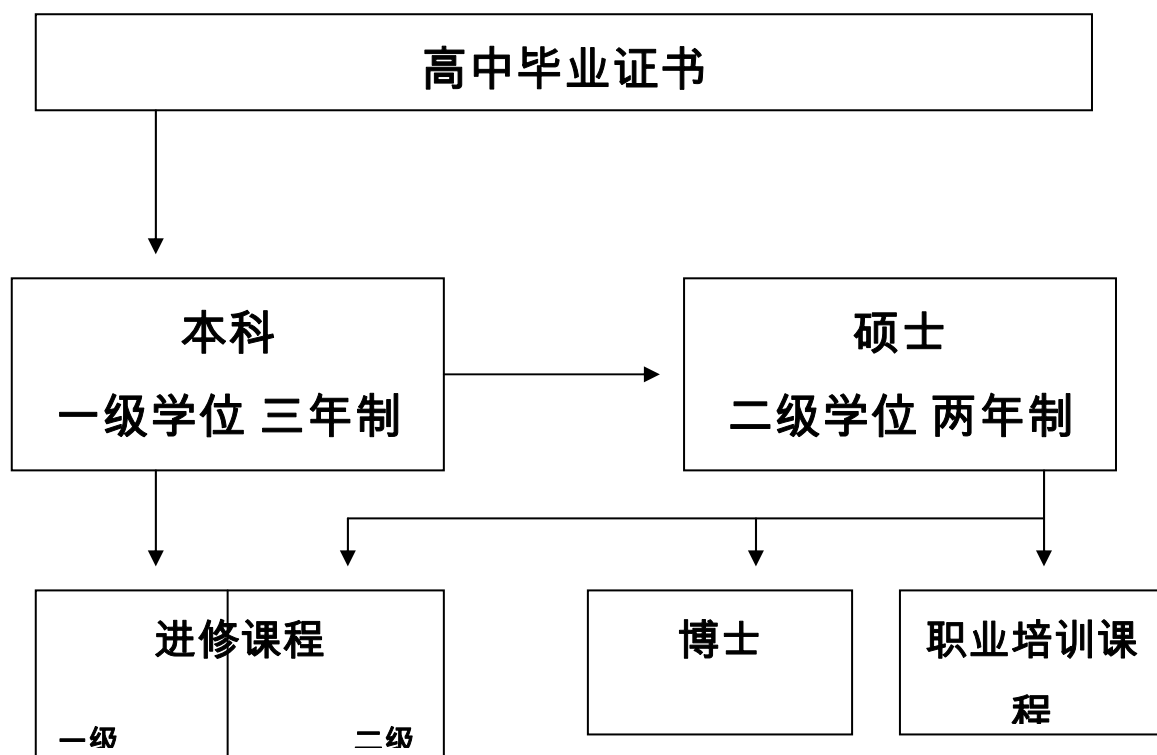 高中毕业证书
本科
一级学位 三年制
硕士
二级学位 两年制
进修课程
一级
二级
博士
职业培训课
程